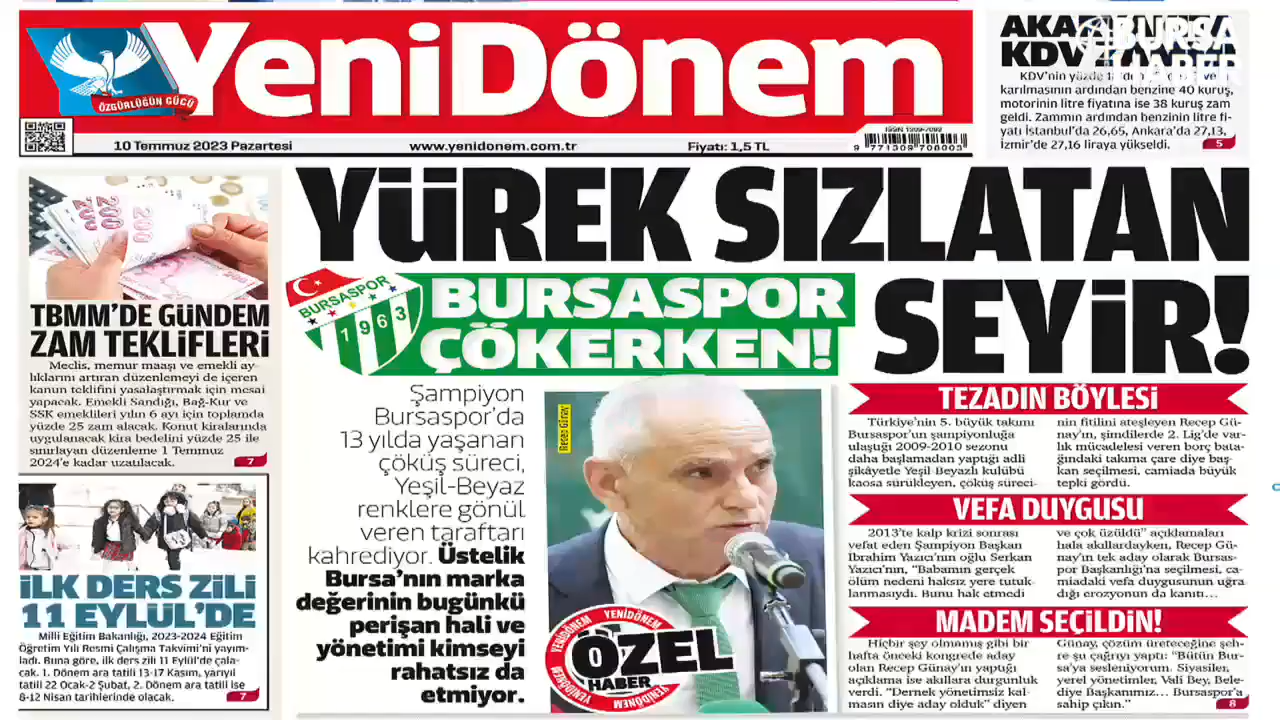 YeniDönem
ÖZGÜRLÜĞÜN GÜCÜ
10 Temmuz 2023 Pazartesi
www.yenidonem.com.tr
Fiyatı: 1,5 TL
BURSA
HABER
karılmasının ardından benzine 40 kuruş,
motorinin litre fiyatına ise 38 kuruş zam
geldi. Zammın ardından benzinin litre fi-
yatı İstanbul'da 26,65, Ankara'da 27,13,
İzmir'de 27,16 liraya yükseldi.
5
YÜREK SIZLATAN
SEYİR!
BURSASPOR
1963
BURSASPOR
ÇÖKERKEN!
TBMM'DE GÜNDEM
ZAM TEKLİFLERİ
Meclis, memur maaşı ve emekli ay-
lıklarını artıran düzenlemeyi de içeren
kanun teklifini yasalaştırmak için mesai
yapacak. Emekli Sandığı, Bağ-Kur ve
SSK emeklileri yılın 6 ayı için toplamda
yüzde 25 zam alacak. Konut kiralarında
uygulanacak kira bedelini yüzde 25 ile
sınırlayan düzenleme 1 Temmuz
2024'e kadar uzatılacak.
7
İLK DERS ZİLİ
11 EYLÜL'DE
Milli Eğitim Bakanlığı, 2023-2024 Eğitim
Öğretim Yılı Resmi Çalışma Takvimi'ni yayım-
ladı. Buna göre, ilk ders zili 11 Eylül'de çala-
cak. 1. Dönem ara tatili 13-17 Kasım, yarıyıl
tatili 22 Ocak-2 Şubat, 2. Dönem ara tatili ise
8-12 Nisan tarihlerinde olacak.
7
Şampiyon
Bursaspor'da
13 yılda yaşanan
çöküş süreci,
Yeşil-Beyaz
renklere gönül
veren taraftarı
kahrediyor. Üstelik
Bursa'nın marka
değerinin bugünkü
perişan hali ve
yönetimi kimseyi
rahatsız da
etmiyor.
Recep Günay
YENİDÖNEM
ÖZEL
HABER
YENİDÖNEM
TEZADIN BÖYLESİ
Türkiye'nin 5. büyük takımı
Bursaspor'un şampiyonluğa
ulaştığı 2009-2010 sezonu
daha başlamadan yaptığı adli
şikâyetle Yeşil-Beyazlı kulübü
kaosa sürükleyen, çöküş süreci-
nin fitilini ateşleyen Recep Gü-
nay'ın, şimdilerde 2. Lig'de var-
lık mücadelesi veren borç bata-
ğındaki takıma çare diye baş-
kan seçilmesi, camiada büyük
tepki gördü.
VEFA DUYGUSU
2013'te kalp krizi sonrası
vefat eden Şampiyon Başkan
İbrahim Yazıcı'nın oğlu Serkan
Yazıcı'nın, "Babamın gerçek
ölüm nedeni haksız yere tutuk-
lanmasıydı. Bunu hak etmedi
ve çok üzüldü" açıklamaları
hala akıllardayken, Recep Gü-
nay'ın tek aday olarak Bursas-
por Başkanlığı'na seçilmesi, ca-
miadaki vefa duygusunun uğra
dığı erozyonun da kanıtı…
MADEM SEÇİLDİN!
Hiçbir şey olmamış gibi bir
hafta önceki kongrede aday
olan Recep Günay'ın yaptığı
açıklama ise akıllara durgunluk
verdi. "Dernek yönetimsiz kal-
masın diye aday olduk" diyen
Günay, çözüm üreteceğine şeh-
re şu çağrıyı yaptı: "Bütün Bur-
sa'ya sesleniyorum. Siyasiler,
yerel yönetimler, Vali Bey, Bele-
diye Başkanımız… Bursaspor'a
sahip çıkın."
8